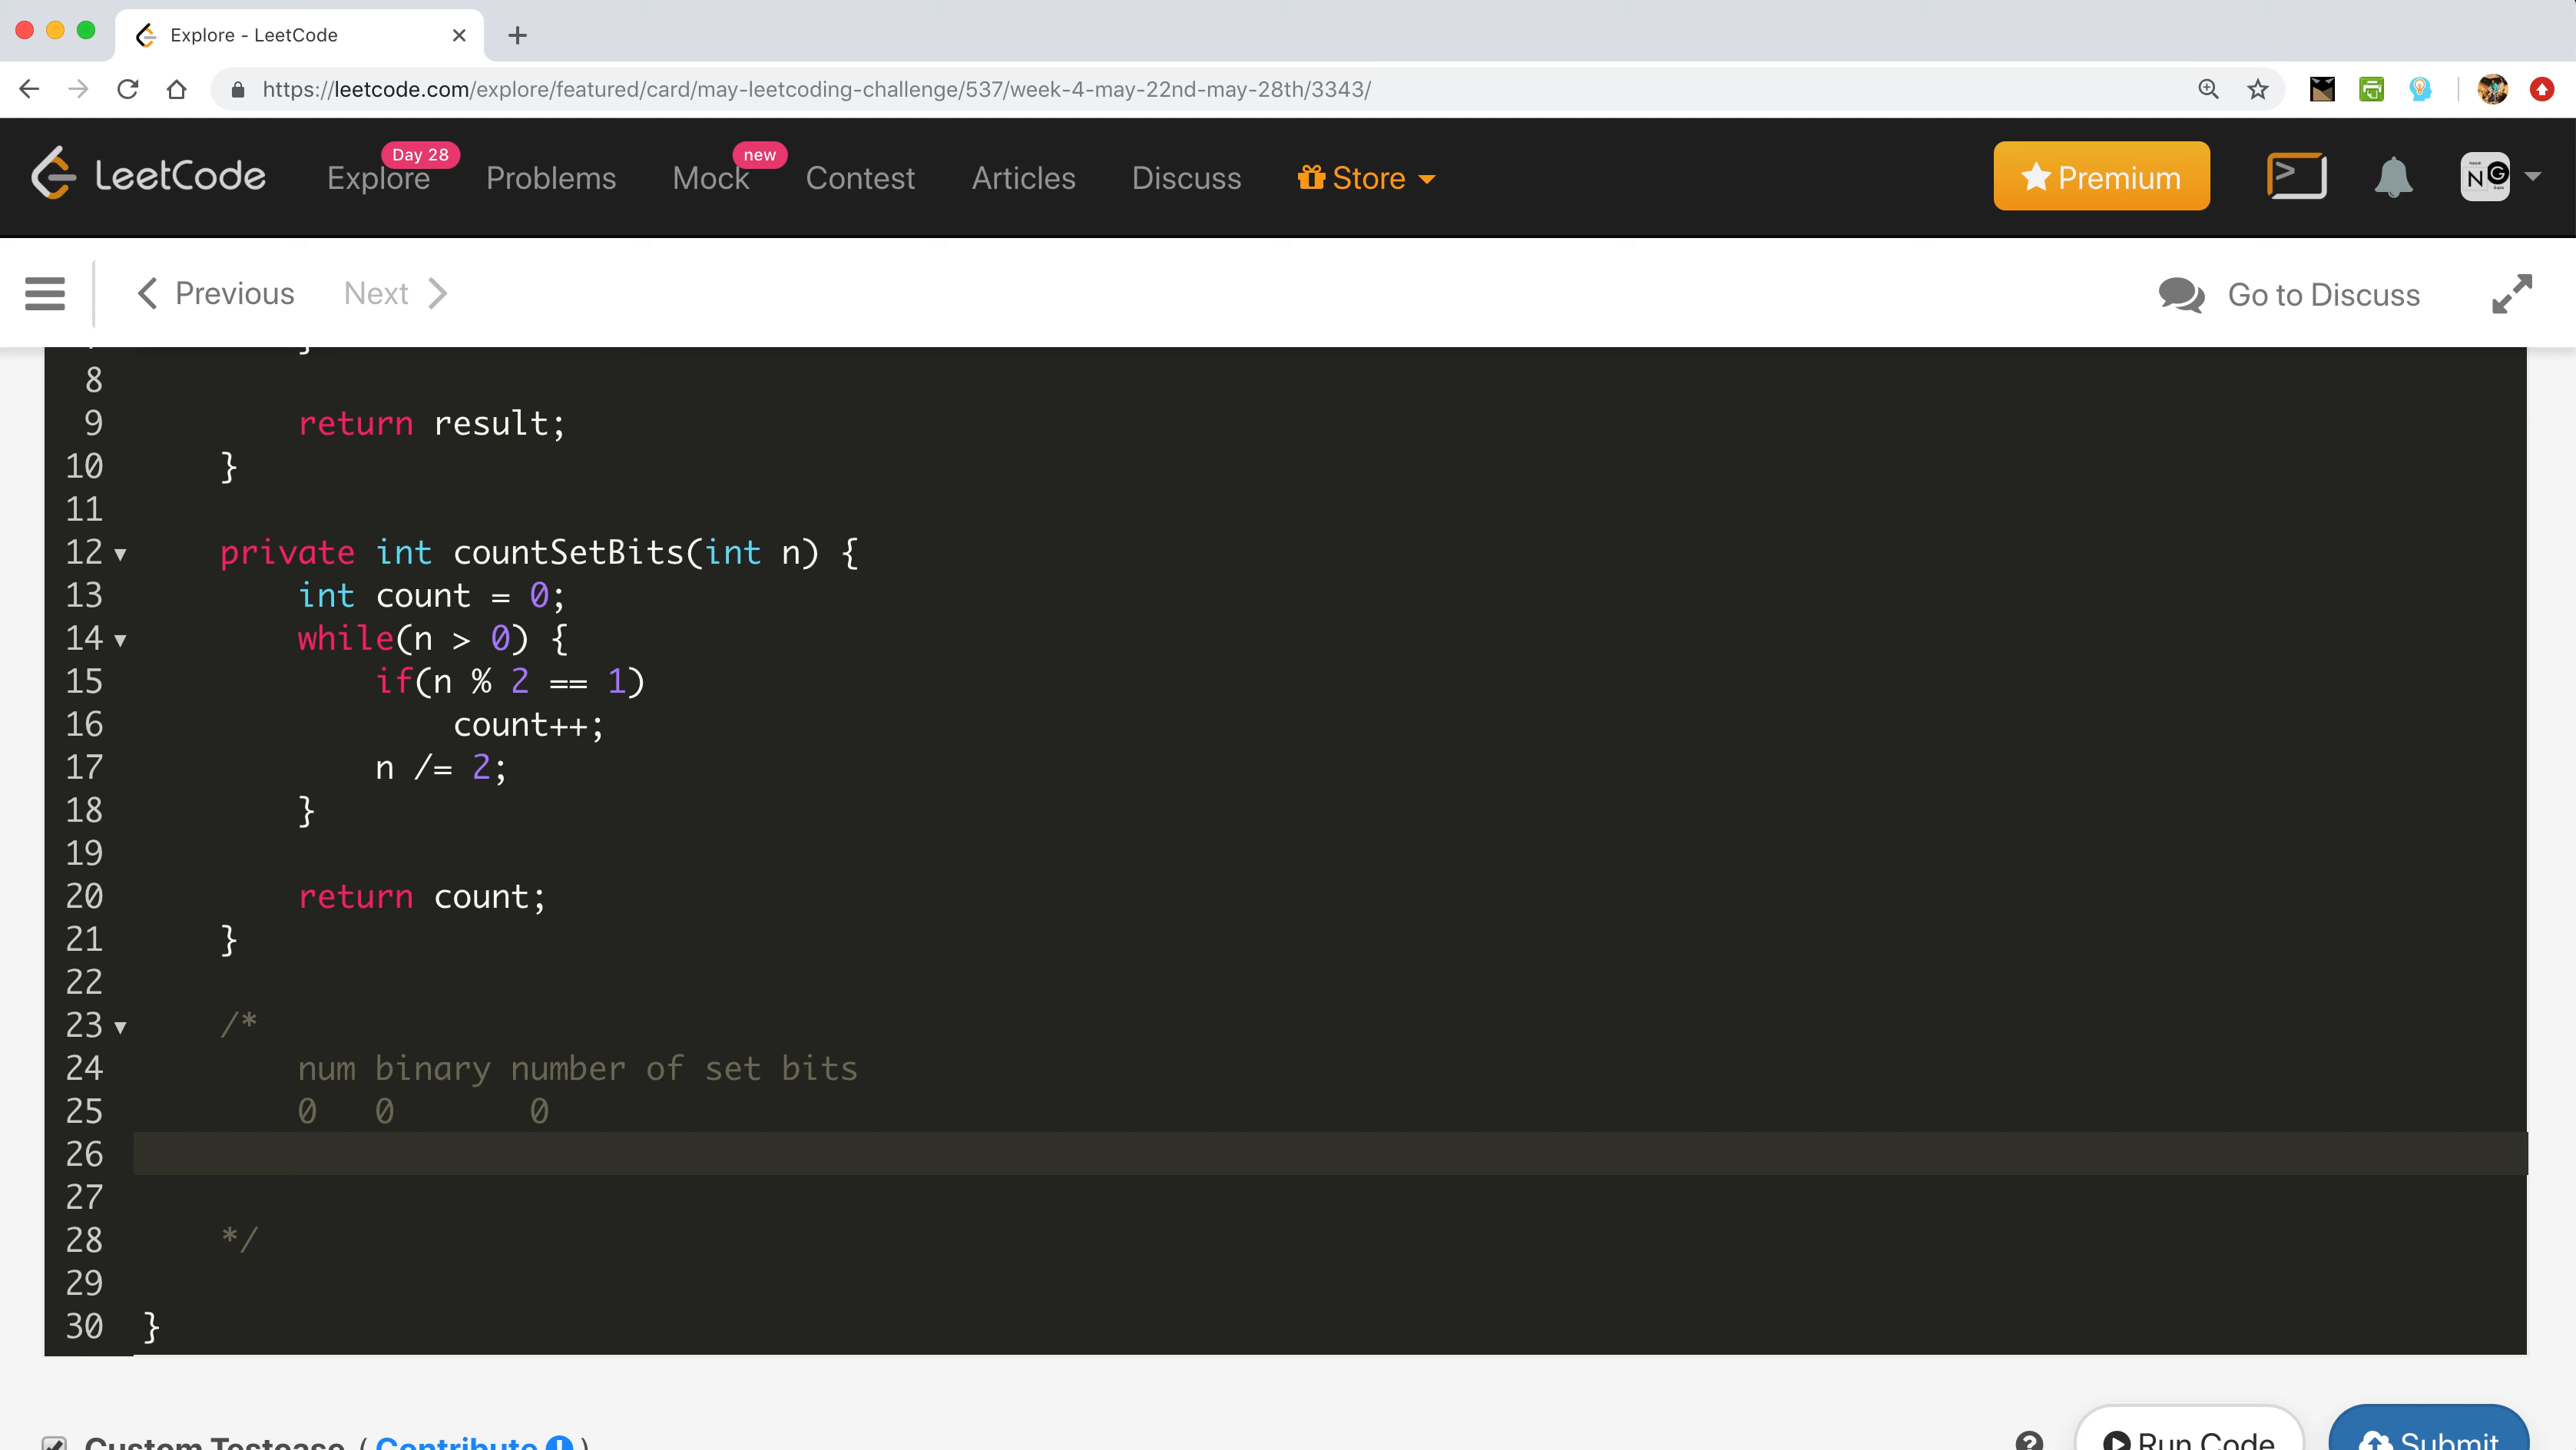 Explore - LeetCode
https://leetcode.com/explore/featured/card/may-leetcoding-challenge/537/week-4-may-22nd-may-28th/3343/
LeetCode Explore Day 28 Problems Mock new Contest Articles Discuss Store Premium
Previous Next Go to Discuss
8
9 return result;
10 }
11
12 private int countSetBits(int n) {
13 int count = 0;
14 while(n > 0) {
15 if(n % 2 == 1)
16 count++;
17 n /= 2;
18 }
19
20 return count;
21 }
22
23 /*
24 num binary number of set bits
25 0 0 0
26
27
28 */
29
30 }
Custom Testcase ( Contribute ) Run Code Submit